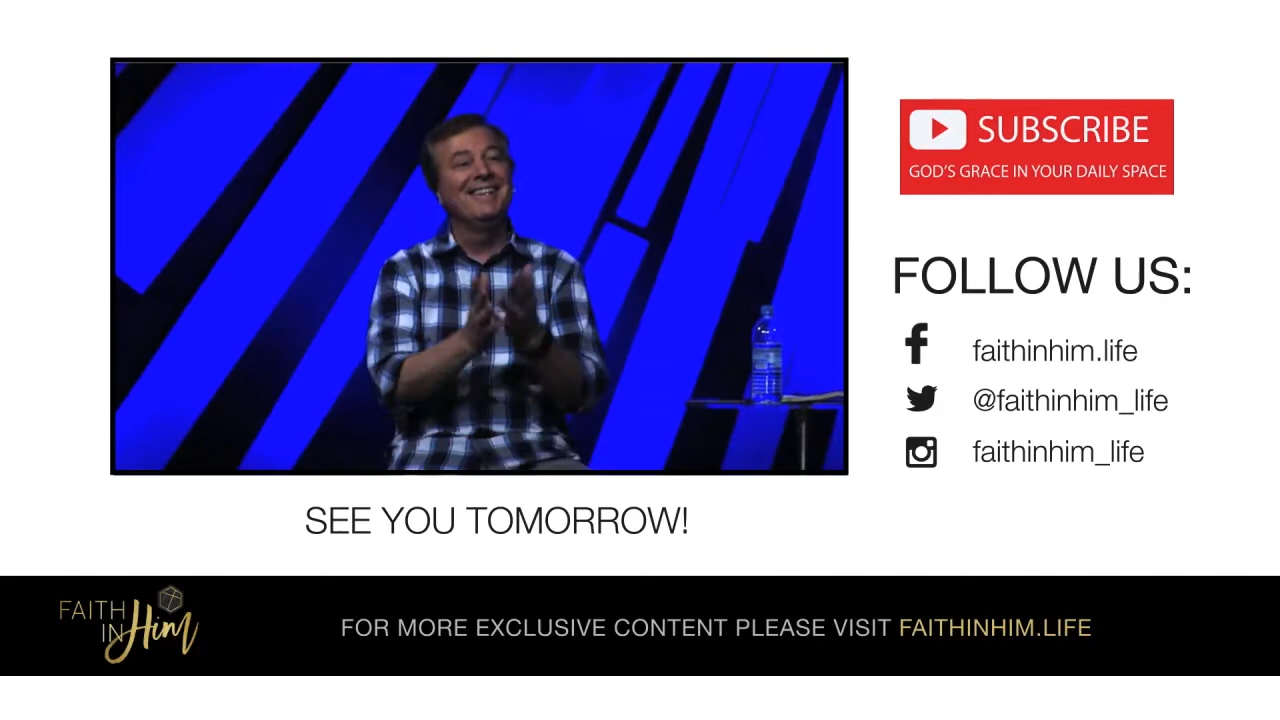 SUBSCRIBE
GOD'S GRACE IN YOUR DAILY SPACE
FOLLOW US:
faithinhim.life
@faithinhim_life
faithinhim_life
SEE YOU TOMORROW!
FAITH
IN Him
FOR MORE EXCLUSIVE CONTENT PLEASE VISIT FAITHINHIM.LIFE